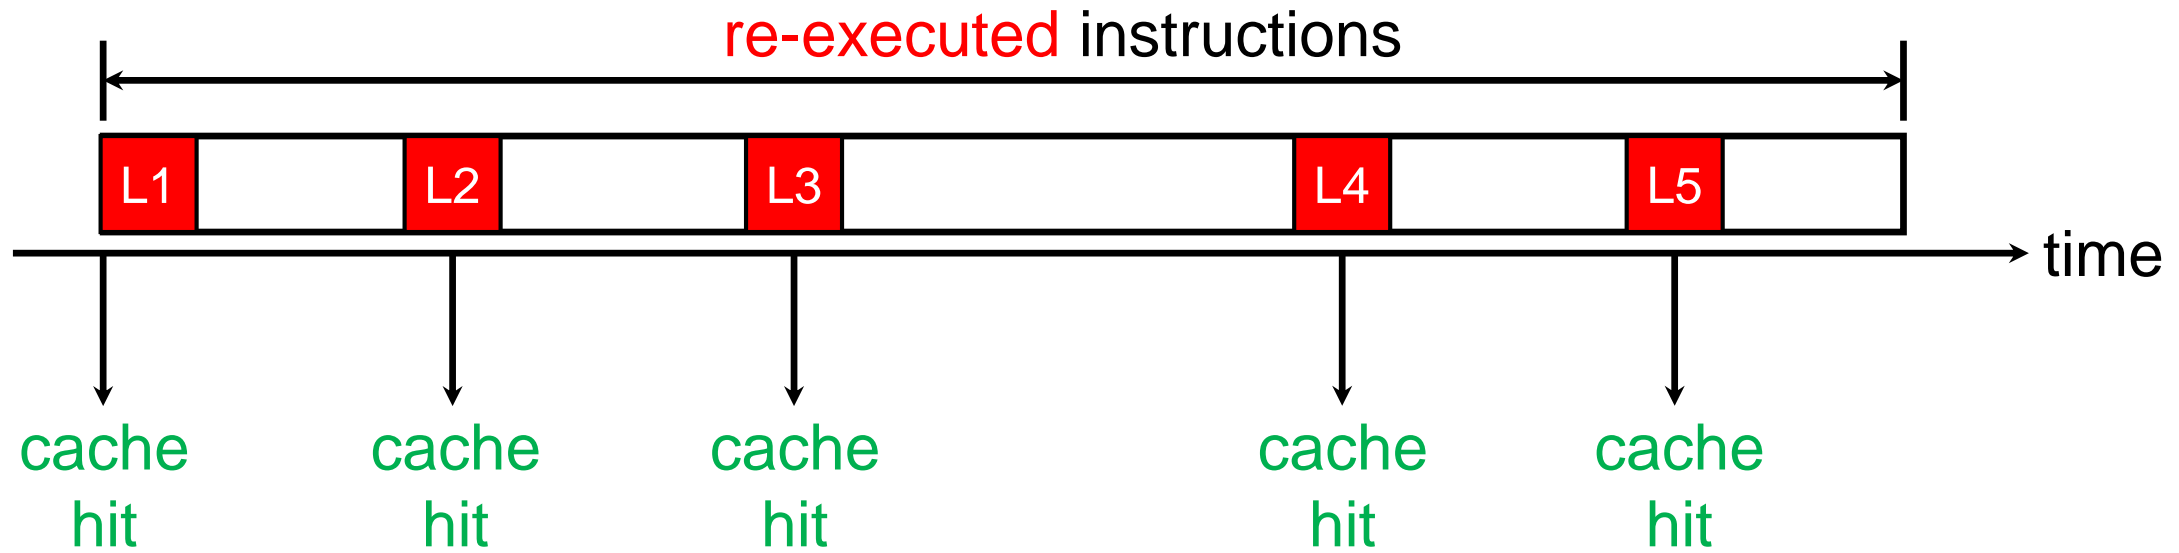 re-executed instructions
L1 L2 L3 L4 L5
time
cache cache cache cache cache
hit hit hit hit hit